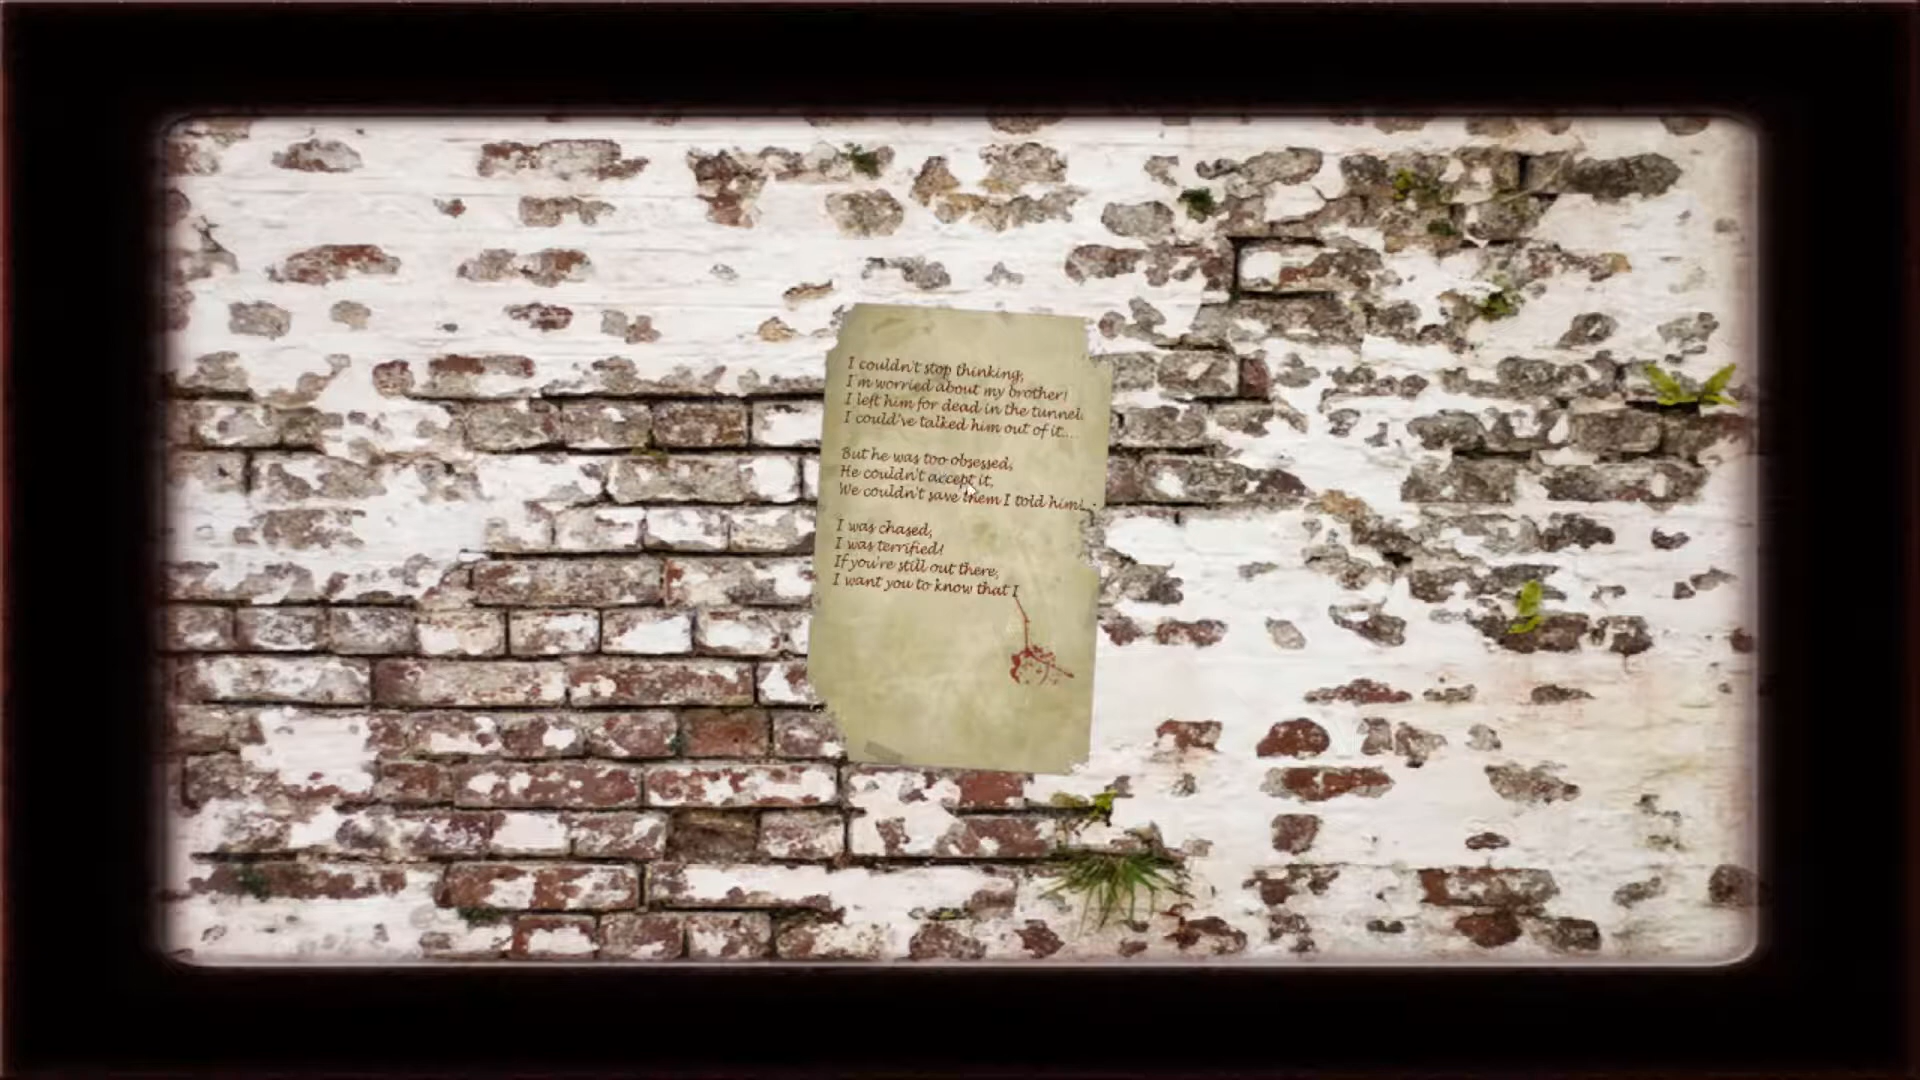 I couldn't stop thinking,
I'm worried about my brother!
I left him for dead in the tunnel.
I could've talked him out of it....
But he was too obsessed,
He couldn't accept it,
We couldn't save them I told him!...
I was chased,
I was terrified!
If you're still out there,
I want you to know that I